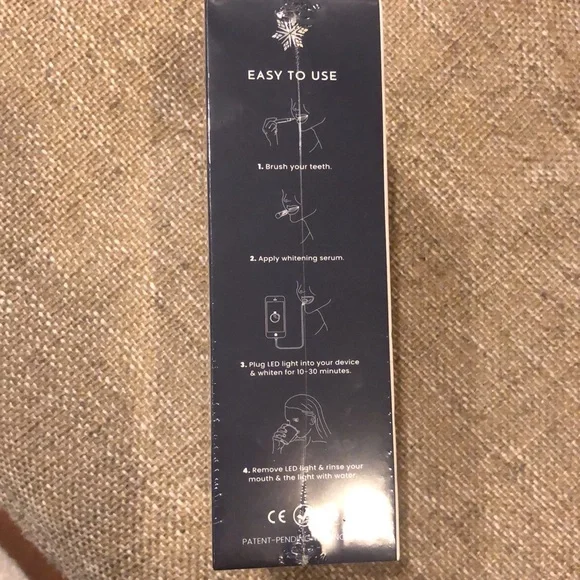 EASY TO USE
1. Brush your teeth.
2. Apply whitening serum.
3. Plug LED light into your device
& whiten for 10-30 minutes.
4. Remove LED light & rinse your
mouth & the light with water.
CE
PATENT-PENDING